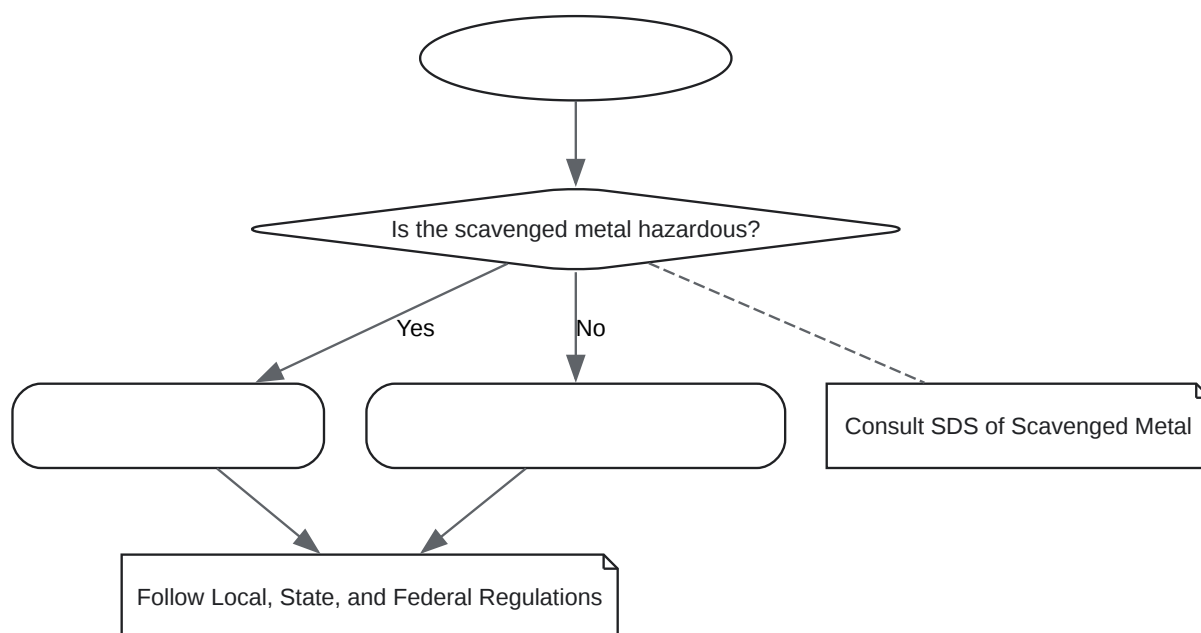 Is the scavenged metal hazardous?
Yes
No
Consult SDS of Scavenged Metal
Follow Local, State, and Federal Regulations